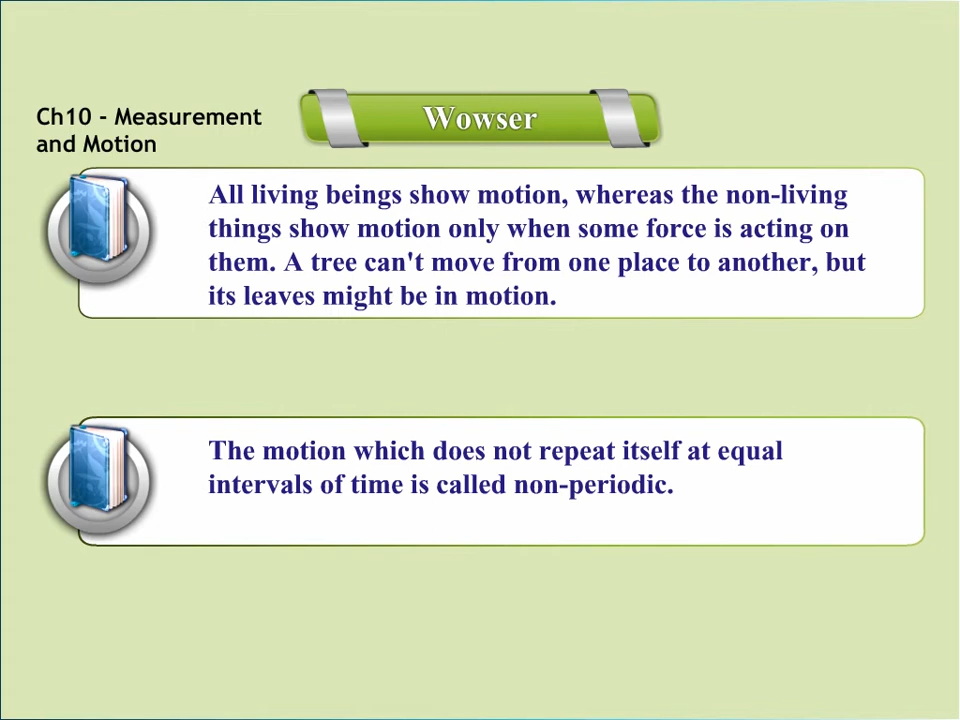 Ch10 - Measurement
and Motion
Wowser
All living beings show motion, whereas the non-living
things show motion only when some force is acting on
them. A tree can't move from one place to another, but
its leaves might be in motion.
The motion which does not repeat itself at equal
intervals of time is called non-periodic.